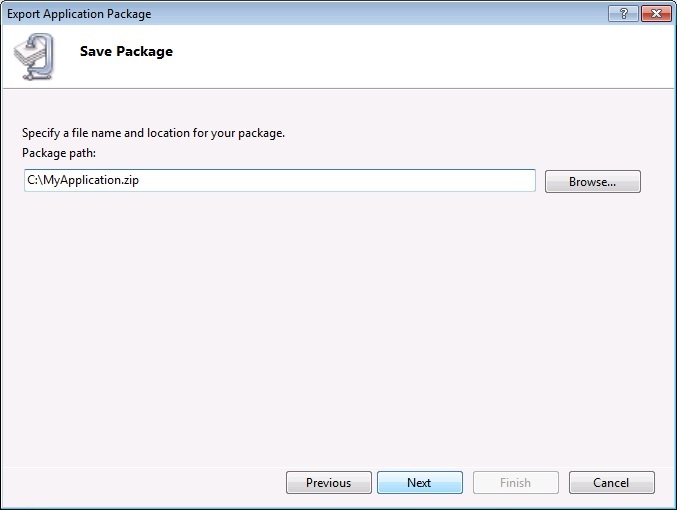 Export Application Package
?
Save Package
Specify a file name and location for your package.
Package path:
C:\MyApplication.zip
Browse...
Previous Next Finish Cancel